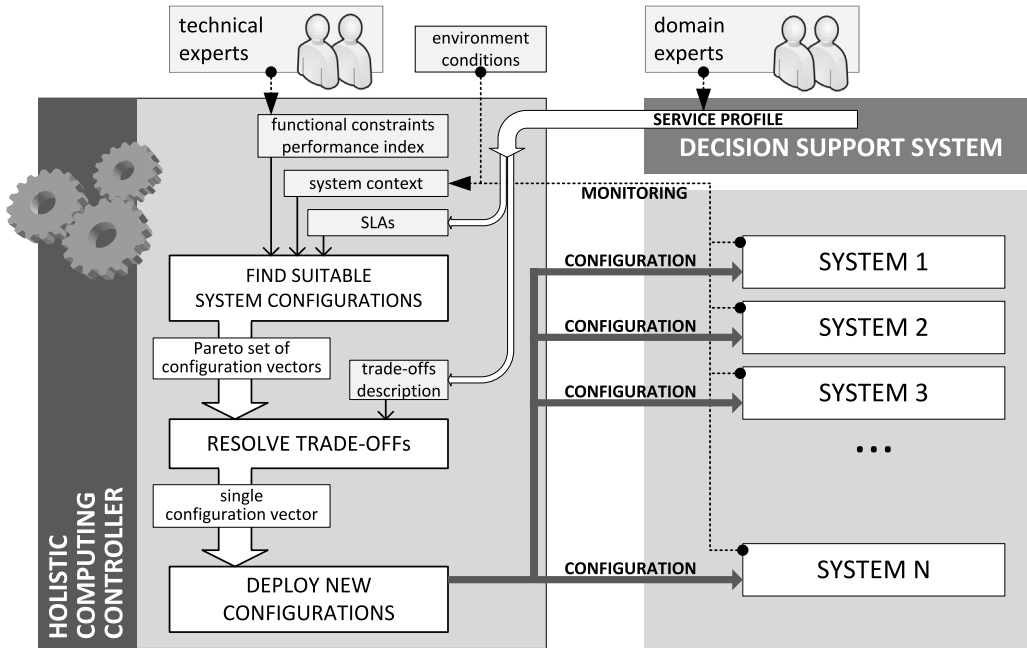 technical
experts
environment
conditions
domain
experts
functional constraints
performance index
SERVICE PROFILE
DECISION SUPPORT SYSTEM
system context
MONITORING
SLAs
FIND SUITABLE
SYSTEM CONFIGURATIONS
CONFIGURATION
SYSTEM 1
Pareto set of
configuration vectors
CONFIGURATION
SYSTEM 2
trade-offs
description
CONFIGURATION
SYSTEM 3
RESOLVE TRADE-OFFs
...
single
configuration vector
DEPLOY NEW
CONFIGURATIONS
CONFIGURATION
SYSTEM N
HOLISTIC
COMPUTING
CONTROLLER